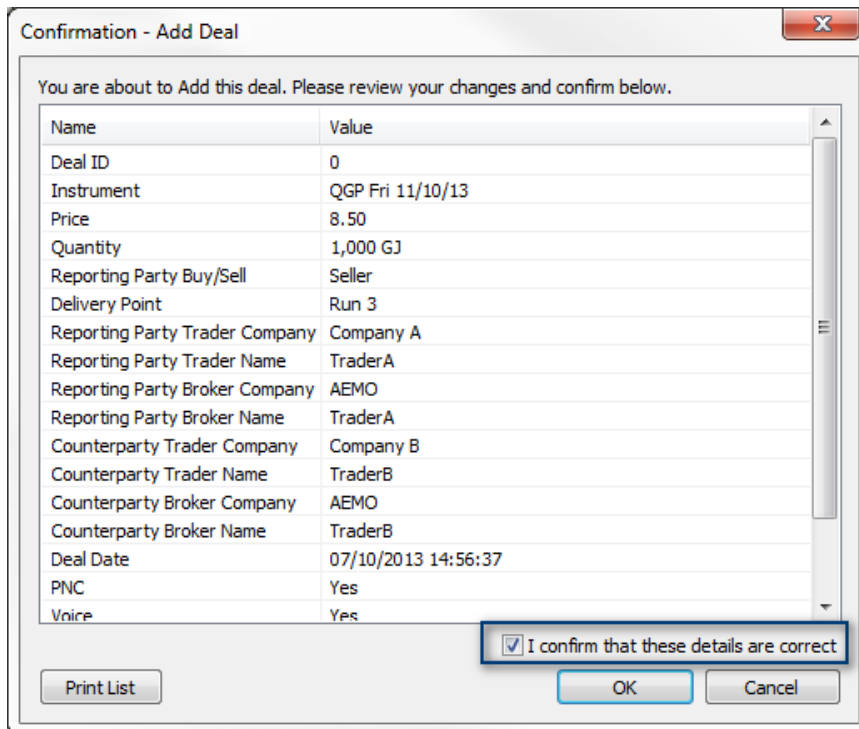 Confirmation - Add Deal
You are about to Add this deal. Please review your changes and confirm below.
Name Value
Deal ID 0
Instrument QGP Fri 11/10/13
Price 8.50
Quantity 1,000 GJ
Reporting Party Buy/Sell Seller
Delivery Point Run 3
Reporting Party Trader Company Company A
Reporting Party Trader Name TraderA
Reporting Party Broker Company AEMO
Reporting Party Broker Name TraderA
Counterparty Trader Company Company B
Counterparty Trader Name TraderB
Counterparty Broker Company AEMO
Counterparty Broker Name TraderB
Deal Date 07/10/2013 14:56:37
PNC Yes
Voice Yes
I confirm that these details are correct
Print List OK Cancel